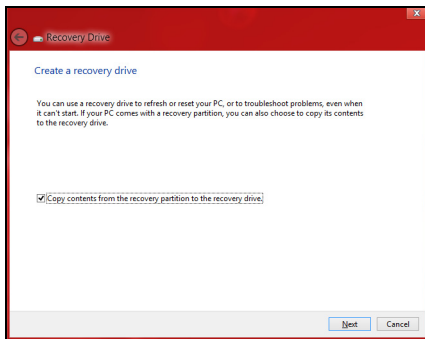 Recovery Drive
Create a recovery drive
You can use a recovery drive to refresh or reset your PC, or to troubleshoot problems, even when
it can't start. If your PC comes with a recovery partition, you can also choose to copy its contents
to the recovery drive.
Copy contents from the recovery partition to the recovery drive.
Next Cancel